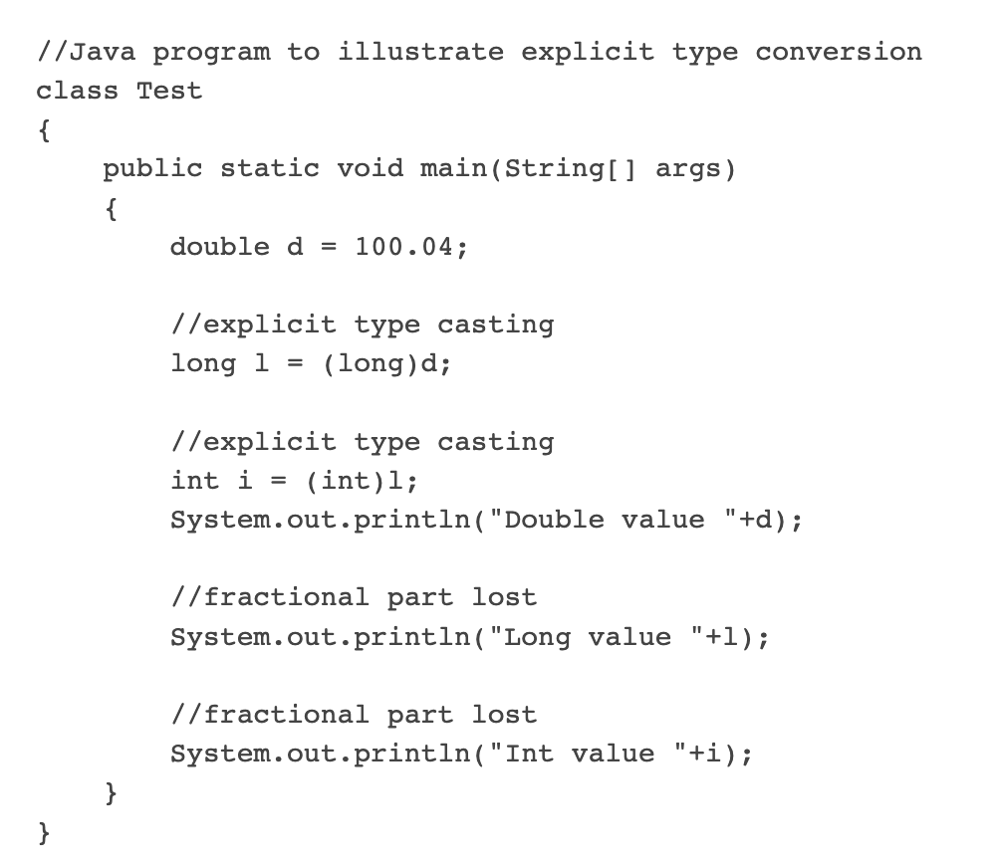 //Java program to illustrate explicit type conversion
class Test
{
    public static void main(String[] args)
    {
        double d = 100.04;

        //explicit type casting
        long l = (long)d;

        //explicit type casting
        int i = (int)l;
        System.out.println("Double value "+d);

        //fractional part lost
        System.out.println("Long value "+l);

        //fractional part lost
        System.out.println("Int value "+i);
    }
}